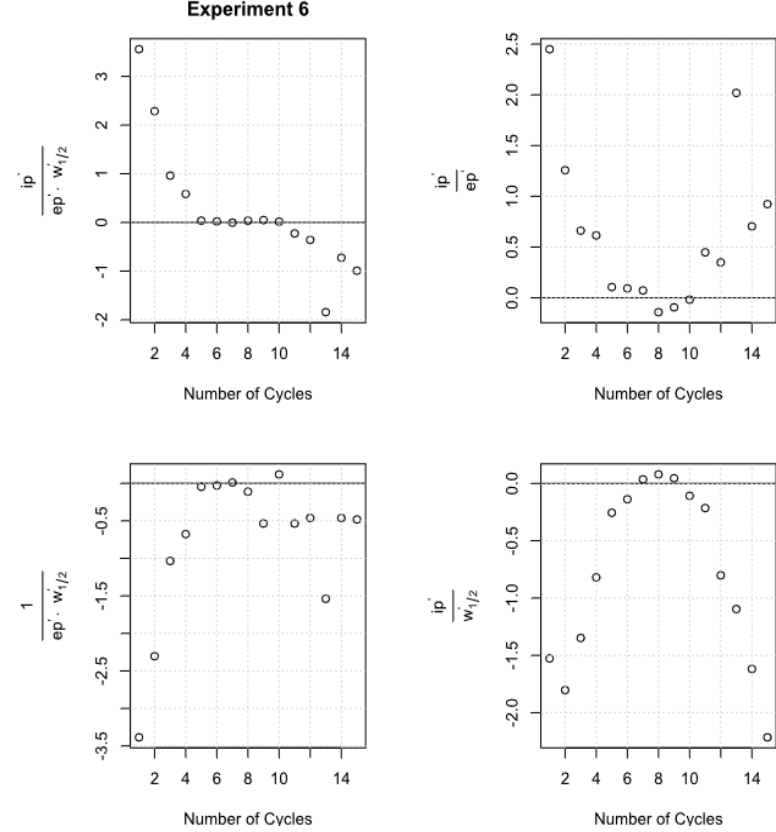 Experiment 6
ip'
ep' · w'1/2
3
2
1
0
-1
-2
2 4 6 8 10 14
Number of Cycles
ip'
ep'
2.5
2.0
1.5
1.0
0.5
0.0
2 4 6 8 10 14
Number of Cycles
1
ep' · w'1/2
-0.5
-1.5
-2.5
-3.5
2 4 6 8 10 14
Number of Cycles
ip'
w'1/2
0.0
-0.5
-1.0
-1.5
-2.0
2 4 6 8 10 14
Number of Cycles